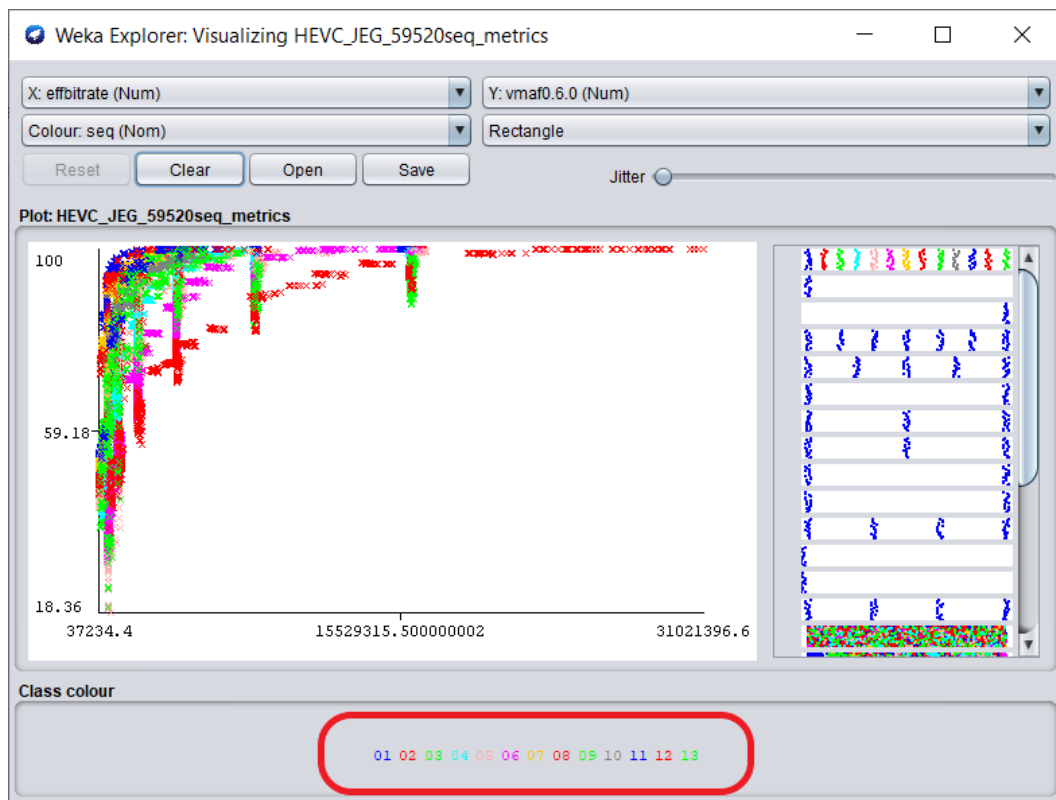 Weka Explorer: Visualizing HEVC_JEG_59520seq_metrics
X: effbitrate (Num) Y: vmaf0.6.0 (Num)
Colour: seq (Nom) Rectangle
Reset Clear Open Save Jitter
Plot: HEVC_JEG_59520seq_metrics
100
59.18
18.36
37234.4 15529315.500000002 31021396.6
Class colour
01 02 03 04 05 06 07 08 09 10 11 12 13